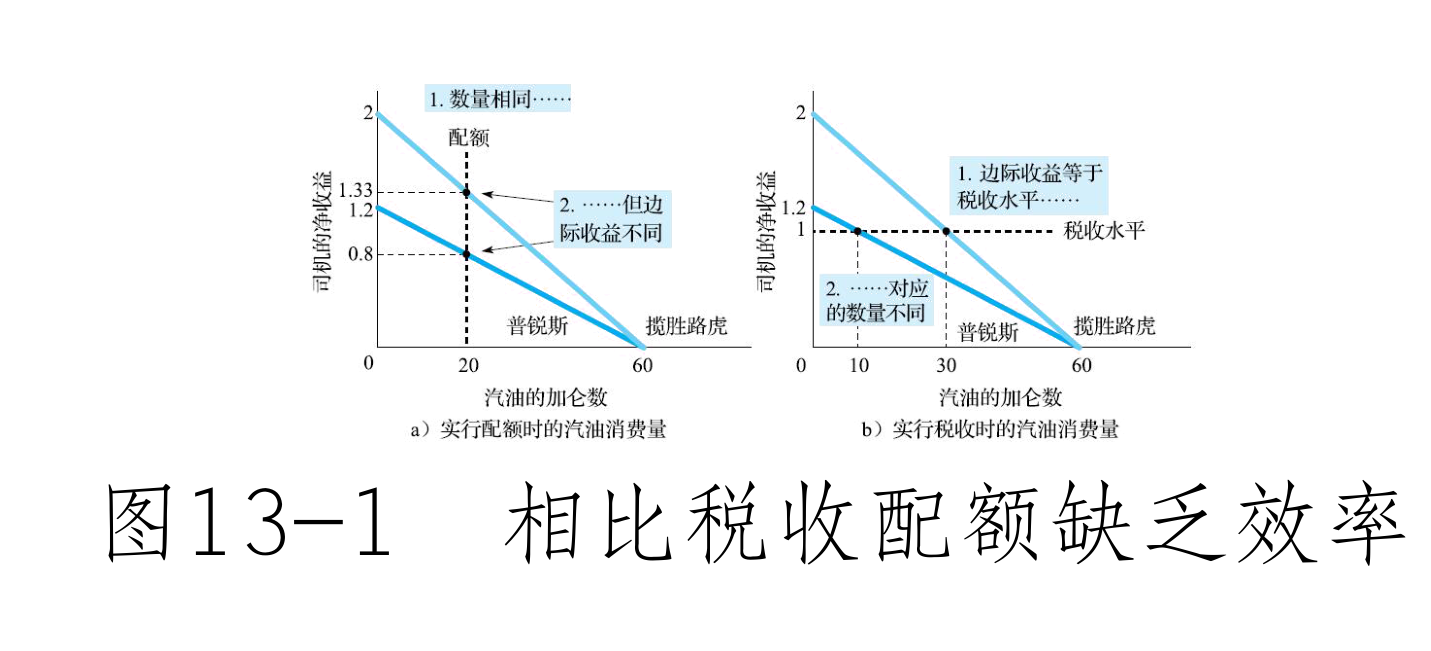 1. 数量相同……
2
配额
1.33
1.2
0.8
司机的净收益
2. ……但边
际收益不同
普锐斯
揽胜路虎
0
20
60
汽油的加仑数
a）实行配额时的汽油消费量
2
1.2
1
司机的净收益
1. 边际收益等于
税收水平……
税收水平
2. ……对应
的数量不同
普锐斯
揽胜路虎
0
10
30
60
汽油的加仑数
b）实行税收时的汽油消费量
图13-1 相比税收配额缺乏效率